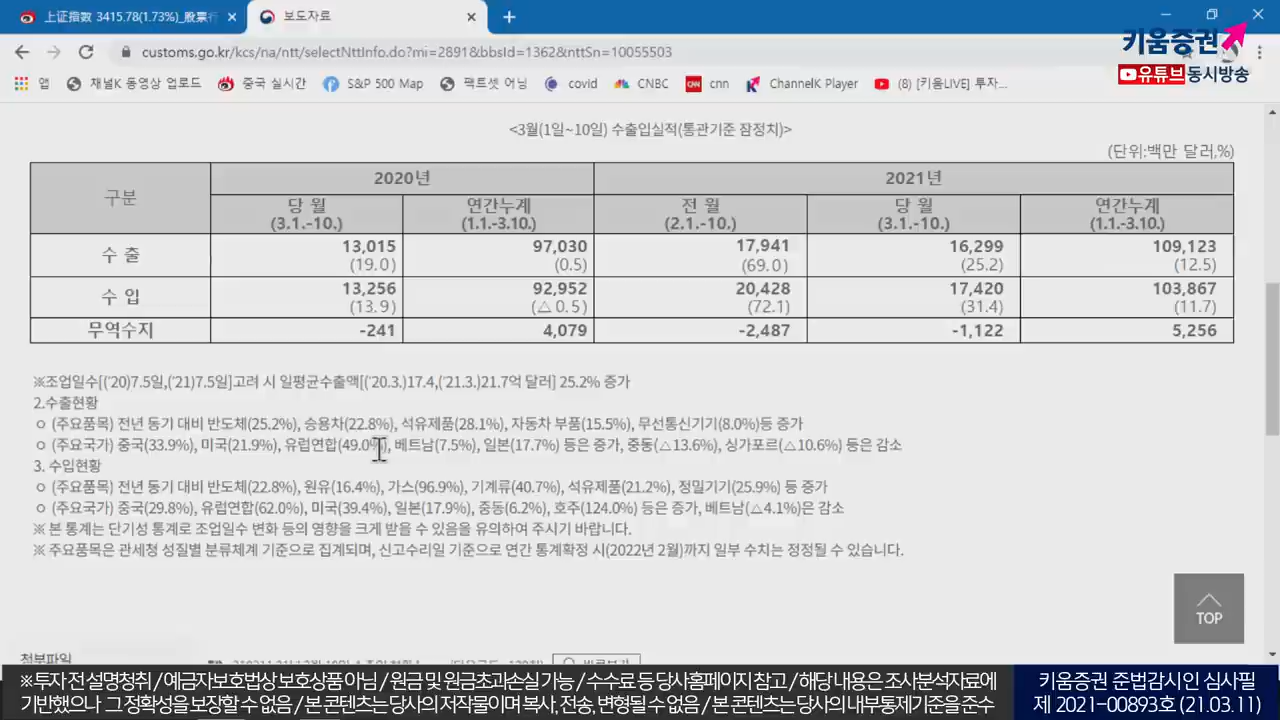 上证指数 3415.78(1.73%)_股票行
보도자료
customs.go.kr/kcs/na/ntt/selectNttInfo.do?mi=2891&bbsId=1362&nttSn=10055503
키움증권
유튜브동시방송
앱 채널K 동영상 업로드 중국 실시간 S&P 500 Map 어닝 covid CNBC cnn ChannelK Player (8) [키움LIVE] 투자...
<3월(1일~10일) 수출입실적(통관기준 잠정치)>
(단위:백만 달러,%)
구분 2020년 2021년
당 월 연간누계 전 월 당 월 연간누계
(3.1.-10.) (1.1.-3.10.) (2.1.-10.) (3.1.-10.) (1.1.-3.10.)
수 출 13,015 97,030 17,941 16,299 109,123
(19.0) (0.5) (69.0) (25.2) (12.5)
수 입 13,256 92,952 20,428 17,420 103,867
(13.9) (△0.5) (72.1) (31.4) (11.7)
무역수지 -241 4,079 -2,487 -1,122 5,256
※조업일수[('20)7.5일,('21)7.5일]고려 시 일평균수출액[('20.3.)17.4,('21.3.)21.7억 달러] 25.2% 증가
2.수출현황
ㅇ (주요품목) 전년 동기 대비 반도체(25.2%), 승용차(22.8%), 석유제품(28.1%), 자동차 부품(15.5%), 무선통신기기(8.0%)등 증가
ㅇ (주요국가) 중국(33.9%), 미국(21.9%), 유럽연합(49.0%), 베트남(7.5%), 일본(17.7%) 등은 증가, 중동(△13.6%), 싱가포르(△10.6%) 등은 감소
3. 수입현황
ㅇ (주요품목) 전년 동기 대비 반도체(22.8%), 원유(16.4%), 가스(96.9%), 기계류(40.7%), 석유제품(21.2%), 정밀기기(25.9%) 등 증가
ㅇ (주요국가) 중국(29.8%), 유럽연합(62.0%), 미국(39.4%), 일본(17.9%), 중동(6.2%), 호주(124.0%) 등은 증가, 베트남(△4.1%)은 감소
※ 본 통계는 단기성 통계로 조업일수 변화 등의 영향을 크게 받을 수 있음을 유의하여 주시기 바랍니다.
※ 주요품목은 관세청 성질별 분류체계 기준으로 집계되며, 신고수리일 기준으로 연간 통계확정 시(2022년 2월)까지 일부 수치는 정정될 수 있습니다.
TOP
첨부파일
※투자 전 설명청취 / 예금자보호법상 보호상품 아님 / 원금 및 원금초과손실 가능 / 수수료 등 당사홈페이지 참고 / 해당 내용은 조사분석자료에
기반했으나 그 정확성을 보장할 수 없음 / 본 콘텐츠는 당사의 저작물이며 복사, 전송, 변형될 수 없음 / 본 콘텐츠는 당사의 내부통제기준을 준수
키움증권 준법감시인 심사필
제 2021-00893호 (21.03.11)